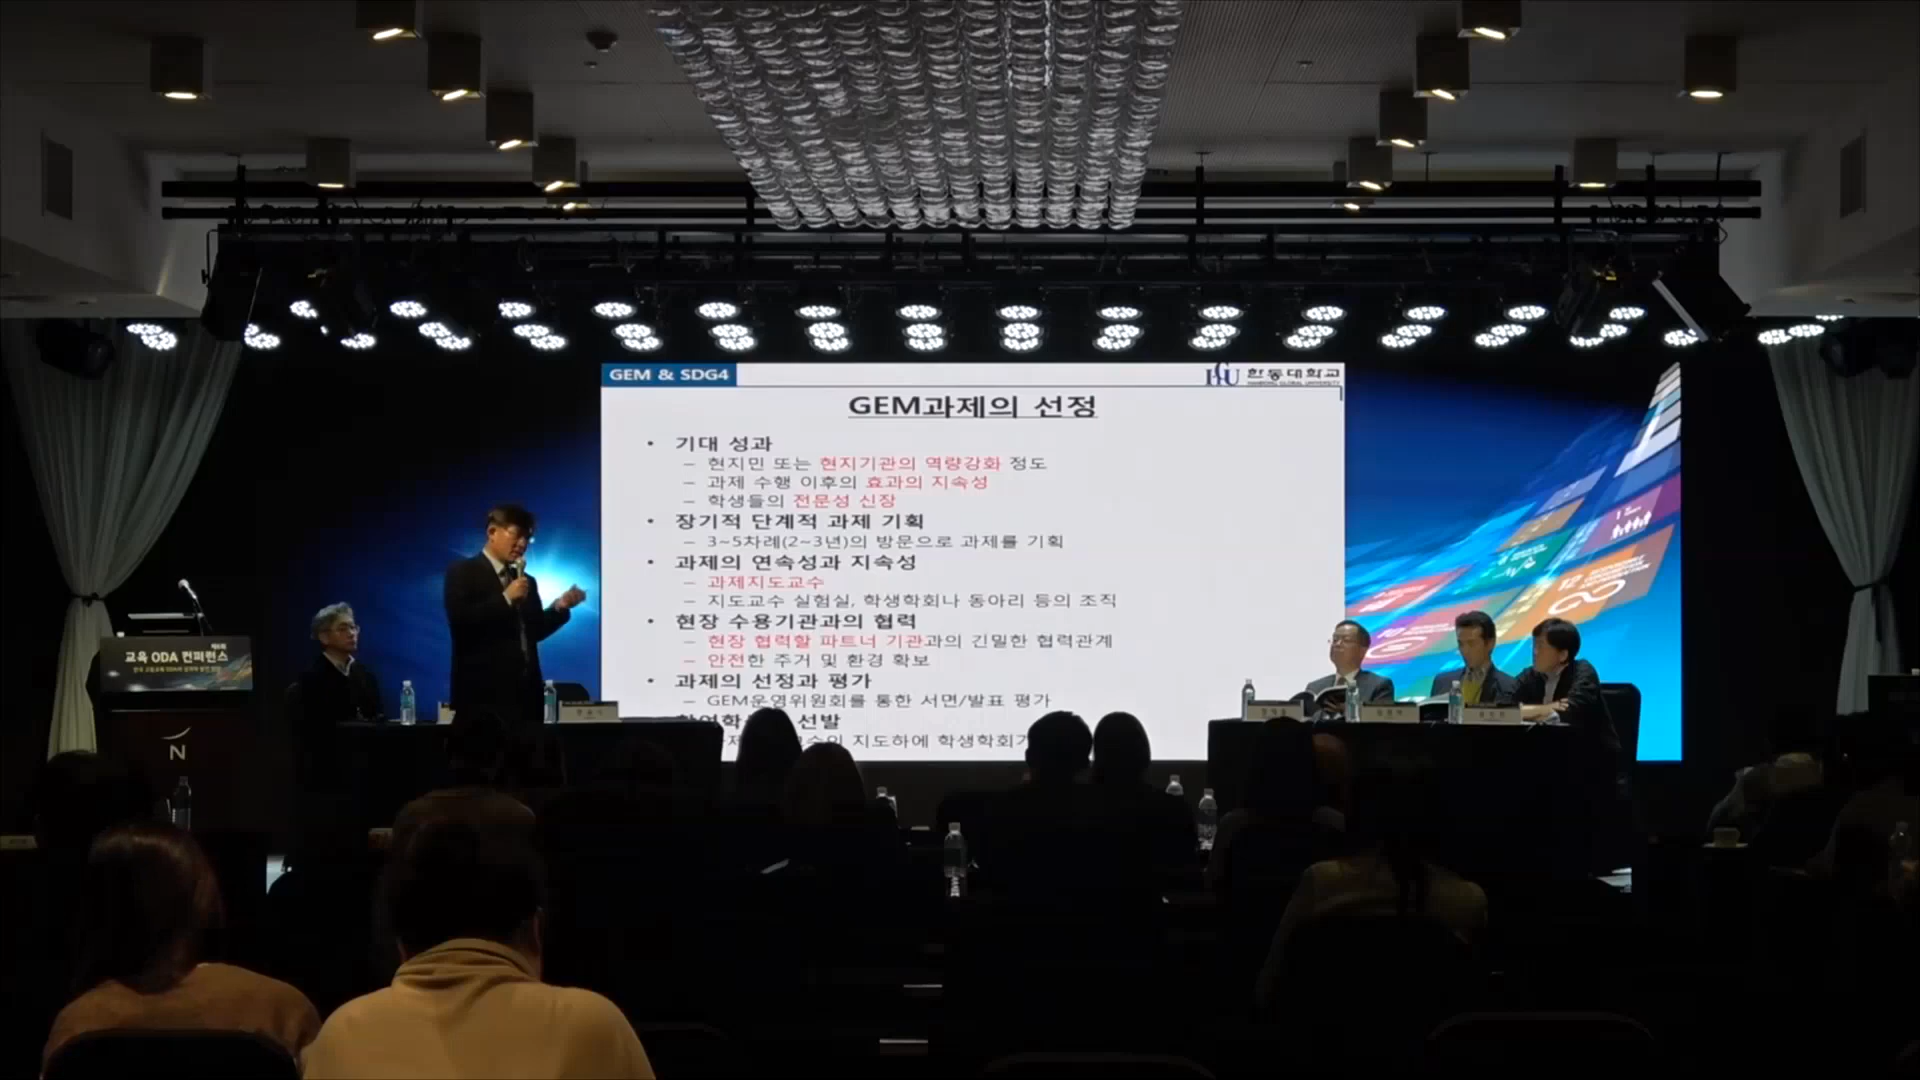 GEM & SDG4
한동대학교
HANDONG GLOBAL UNIVERSITY
GEM과제의 선정
• 기대 성과
– 현지민 또는 현지기관의 역량강화 정도
– 과제 수행 이후의 효과의 지속성
– 학생들의 전문성 신장
• 장기적 단계적 과제 기획
– 3~5차례(2~3년)의 방문으로 과제를 기획
• 과제의 연속성과 지속성
– 과제지도교수
– 지도교수 실험실, 학생학회나 동아리 등의 조직
• 현장 수용기관과의 협력
– 현장 협력할 파트너 기관과의 긴밀한 협력관계
– 안전한 주거 및 환경 확보
• 과제의 선정과 평가
– GEM운영위원회를 통한 서면/발표 평가
선발
지도하에 학생학회
교육 ODA 컨퍼런스
N
1
12
10